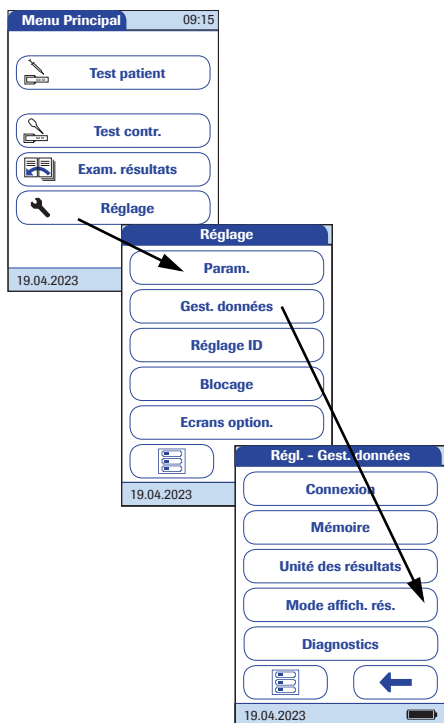 Menu Principal 09:15
Test patient
Test contr.
Exam. résultats
Réglage
19.04.2023
Réglage
Param.
Gest. données
Réglage ID
Blocage
Ecrans option.
19.04.2023
Régl. - Gest. données
Connexion
Mémoire
Unité des résultats
Mode affich. rés.
Diagnostics
19.04.2023